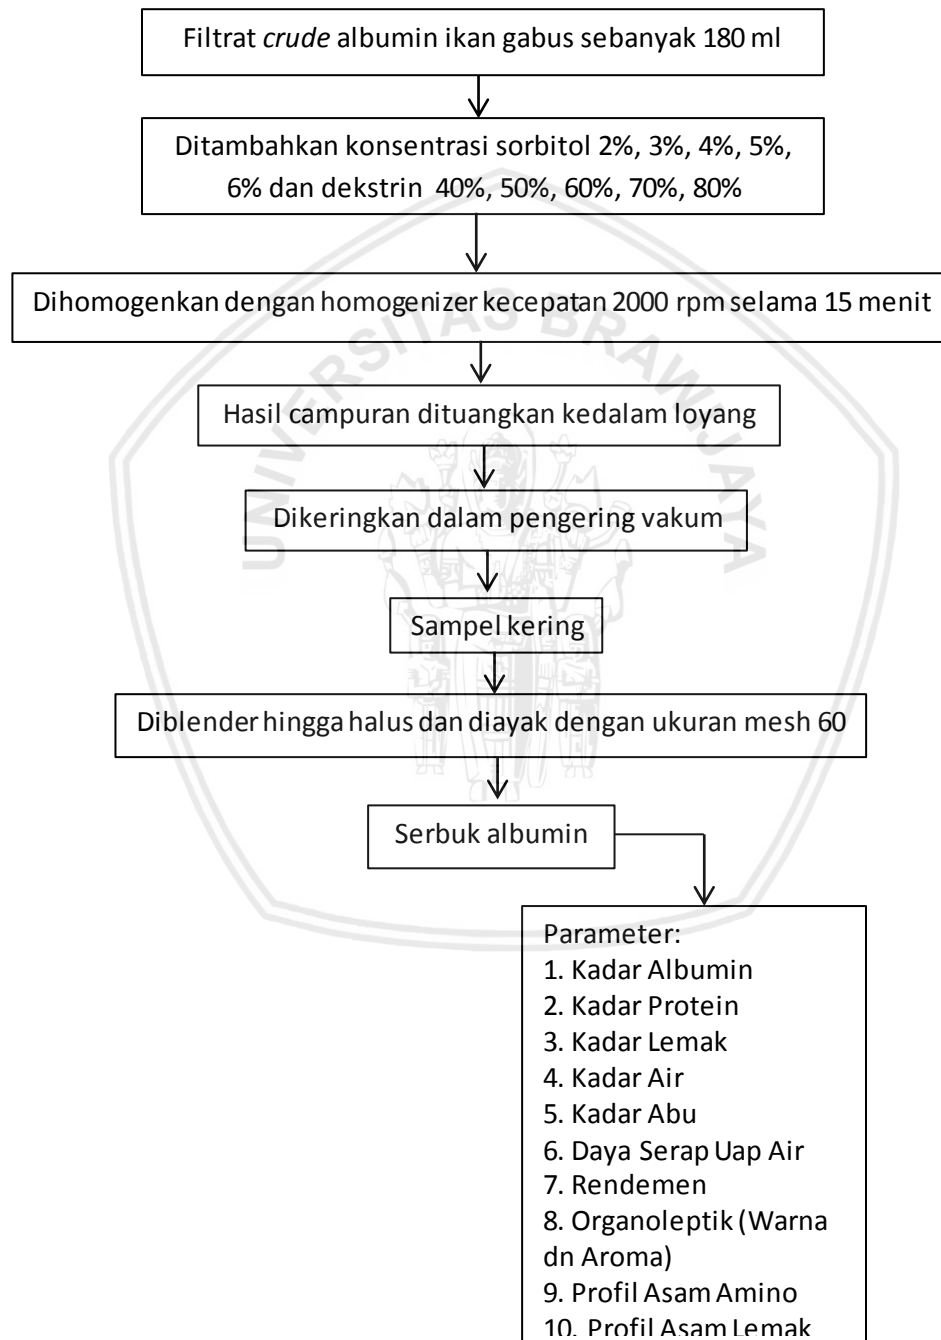 Filtrat crude albumin ikan gabus sebanyak 180 ml
Ditambahkan konsentrasi sorbitol 2%, 3%, 4%, 5%,
6% dan dekstrin 40%, 50%, 60%, 70%, 80%
Dihomogenkan dengan homogenizer kecepatan 2000 rpm selama 15 menit
UNIVERSITAS BRAWIJAYA
Hasil campuran dituangkan kedalam loyang
Dikeringkan dalam pengering vakum
Sampel kering
Diblender hingga halus dan diayak dengan ukuran mesh 60
Serbuk albumin
Parameter:
1. Kadar Albumin
2. Kadar Protein
3. Kadar Lemak
4. Kadar Air
5. Kadar Abu
6. Daya Serap Uap Air
7. Rendemen
8. Organoleptik (Warna
dn Aroma)
9. Profil Asam Amino
10. Profil Asam Lemak